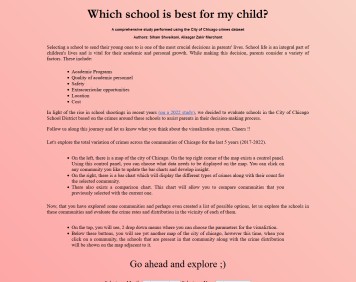 Which school is best for my child?
A comprehensive study performed using the City of Chicago crimes dataset
Selecting a school to send your young ones to is one of the most crucial decisions in parents' lives. School life is an integral part of
children's lives and is vital for their academic and personal growth. While making this decision, parents consider a variety of
factors. These include:
Academic Programs
Quality of academic personnel
Safety
Extracurricular opportunities
Location
Cost
In light of the rise in school shootings in recent years (on a 2022 study), we decided to evaluate schools in the City of Chicago
School District based on the crimes around these schools to assist parents in their decision-making process.
Follow us along this journey and let us know what you think about the visualization system. Cheers !!
Let's explore the total variation of crimes across the communities of Chicago for the last 5 years (2017-2022).
On the left, there is a map of the city of Chicago. On the top right corner of the map exists a control panel.
Using this control panel, you can choose what data needs to be displayed on the map. You can click on
any community you like to update the bar charts and develop insight.
On the right, there is a bar chart which will display the different types of crimes along with their count for
the selected community.
There also exists a comparison chart. This chart will allow you to compare communities that you
previously selected with the current one.
Now, that you have explored some communities and perhaps even created a list of possible options, let us explore the schools in
these communities and evaluate the crime rates and distribution in the vicinity of each of them.
On the top, you will see, 2 drop down menus where you can choose the parameters for the visualization.
Below these buttons, you will see yet another map of the city of chicago, however this time, when you
click on a community, the schools that are present in that community along with the crime distribution
will be shown on the map adjacent to it.
Go ahead and explore ;)